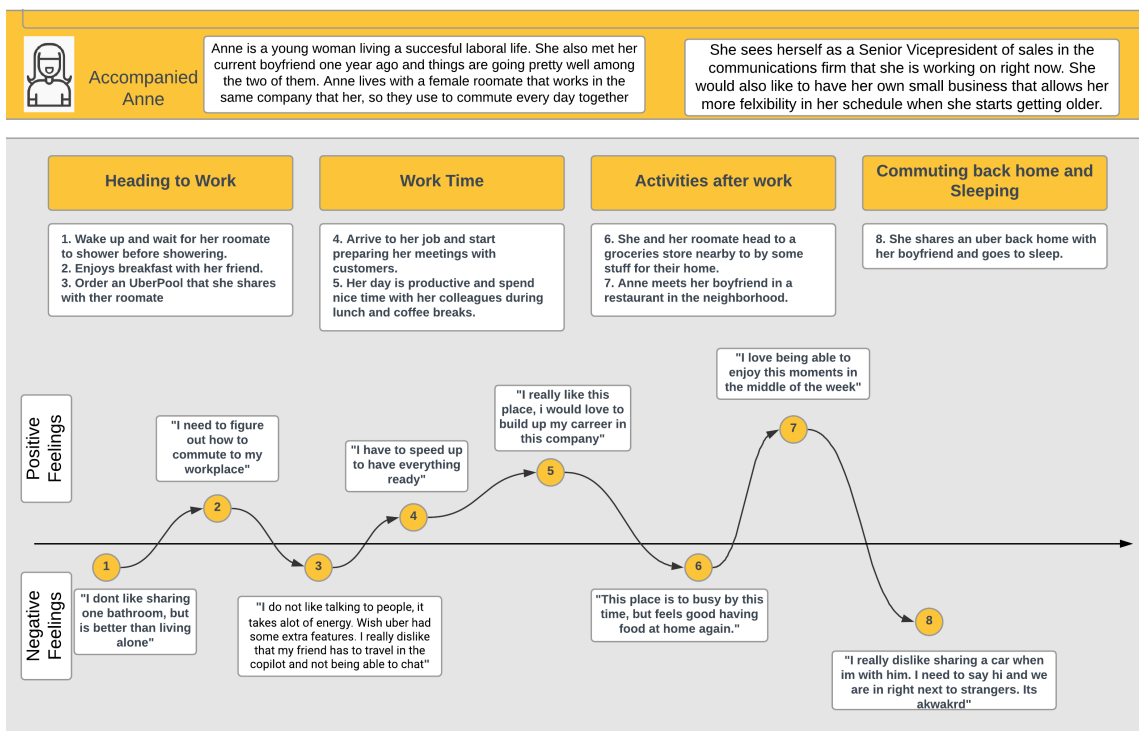 Accompanied
Anne
Anne is a young woman living a succesful laboral life. She also met her
current boyfriend one year ago and things are going pretty well among
the two of them. Anne lives with a female roomate that works in the
same company that her, so they use to commute every day together
She sees herself as a Senior Vicepresident of sales in the
communications firm that she is working on right now. She
would also like to have her own small business that allows her
more felxibility in her schedule when she starts getting older.
Heading to Work
Work Time
Activities after work
Commuting back home and
Sleeping
1. Wake up and wait for her roomate
to shower before showering.
2. Enjoys breakfast with her friend.
3. Order an UberPool that she shares
with ther roomate
4. Arrive to her job and start
preparing her meetings with
customers.
5. Her day is productive and spend
nice time with her colleagues during
lunch and coffee breaks.
6. She and her roomate head to a
groceries store nearby to by some
stuff for their home.
7. Anne meets her boyfriend in a
restaurant in the neighborhood.
8. She shares an uber back home with
her boyfriend and goes to sleep.
Positive
Feelings
"I need to figure
out how to
commute to my
workplace"
"I have to speed up
to have everything
ready"
"I really like this
place, i would love to
build up my carreer in
this company"
"I love being able to
enjoy this moments in
the middle of the week"
1
2
3
4
5
6
7
8
Negative
Feelings
"I dont like sharing
one bathroom, but
is better than living
alone"
"I do not like talking to people, it
takes alot of energy. Wish uber had
some extra features. I really dislike
that my friend has to travel in the
copilot and not being able to chat"
"This place is to busy by this
time, but feels good having
food at home again."
"I really dislike sharing a car when
im with him. I need to say hi and we
are in right next to strangers. Its
akwakrd"